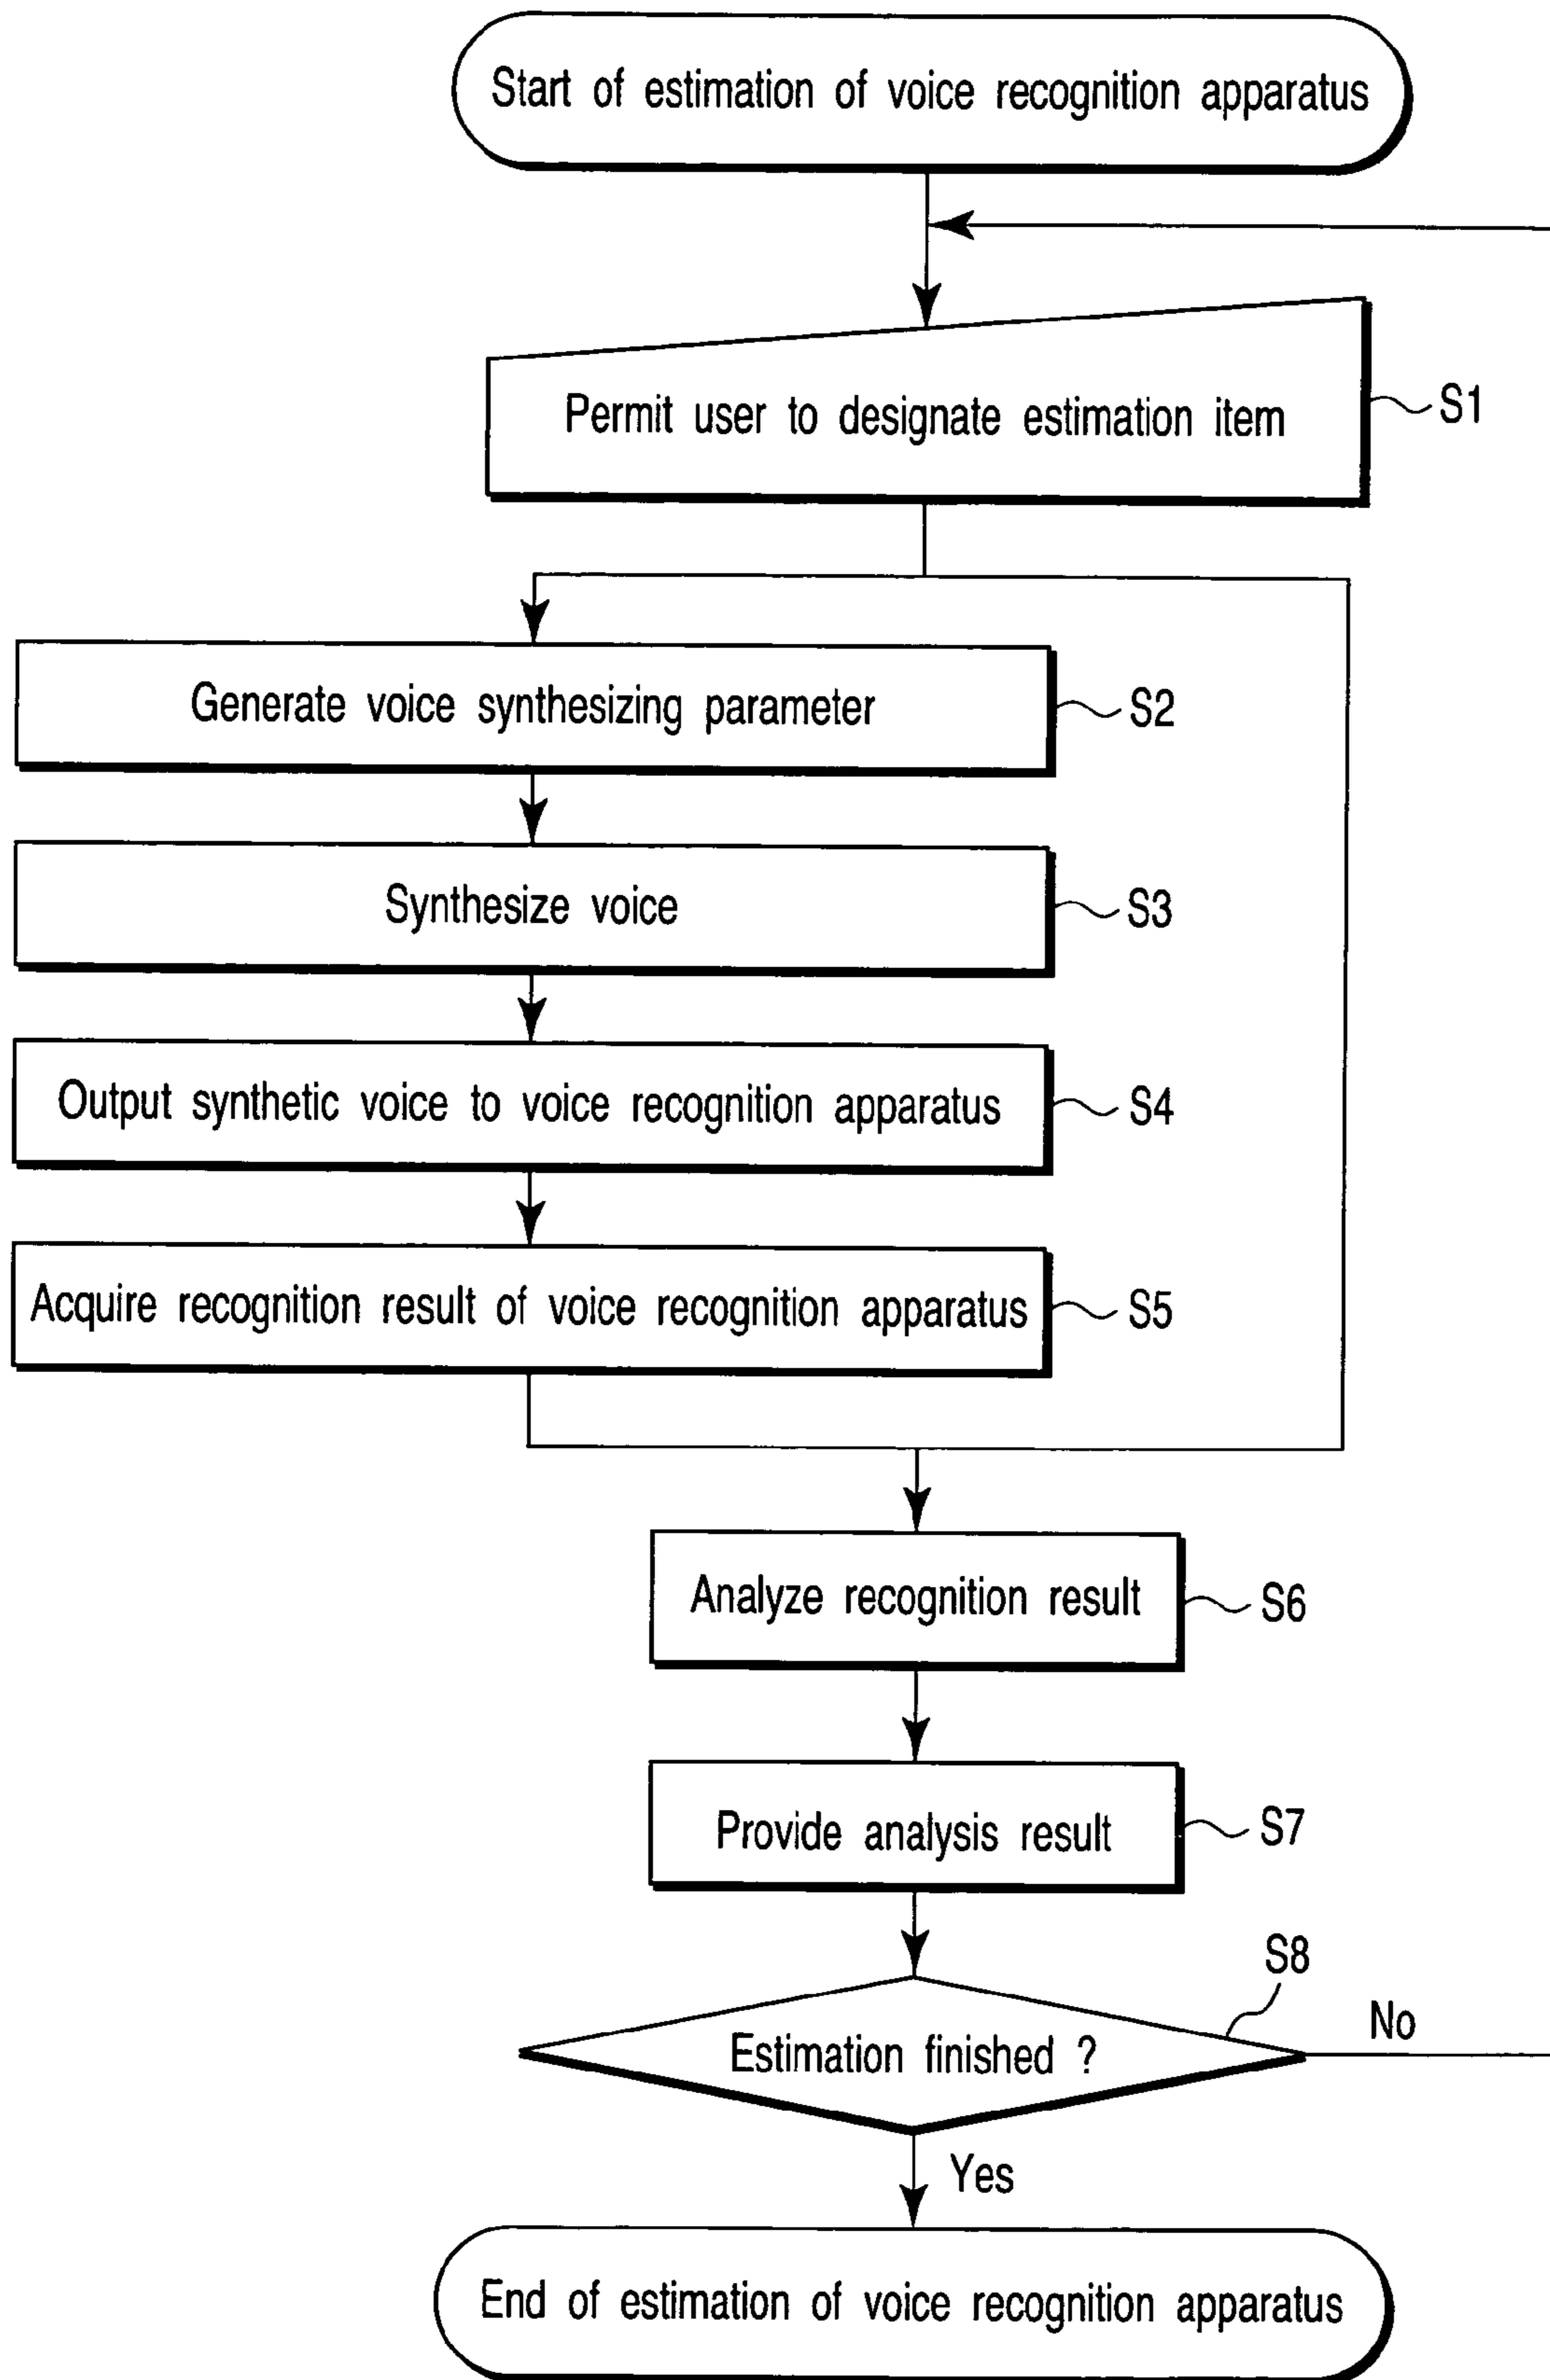 Start of estimation of voice recognition apparatus
Permit user to designate estimation item
S1
Generate voice synthesizing parameter
S2
Synthesize voice
S3
Output synthetic voice to voice recognition apparatus
S4
Acquire recognition result of voice recognition apparatus
S5
Analyze recognition result
S6
Provide analysis result
S7
S8
Estimation finished ?
No
Yes
End of estimation of voice recognition apparatus